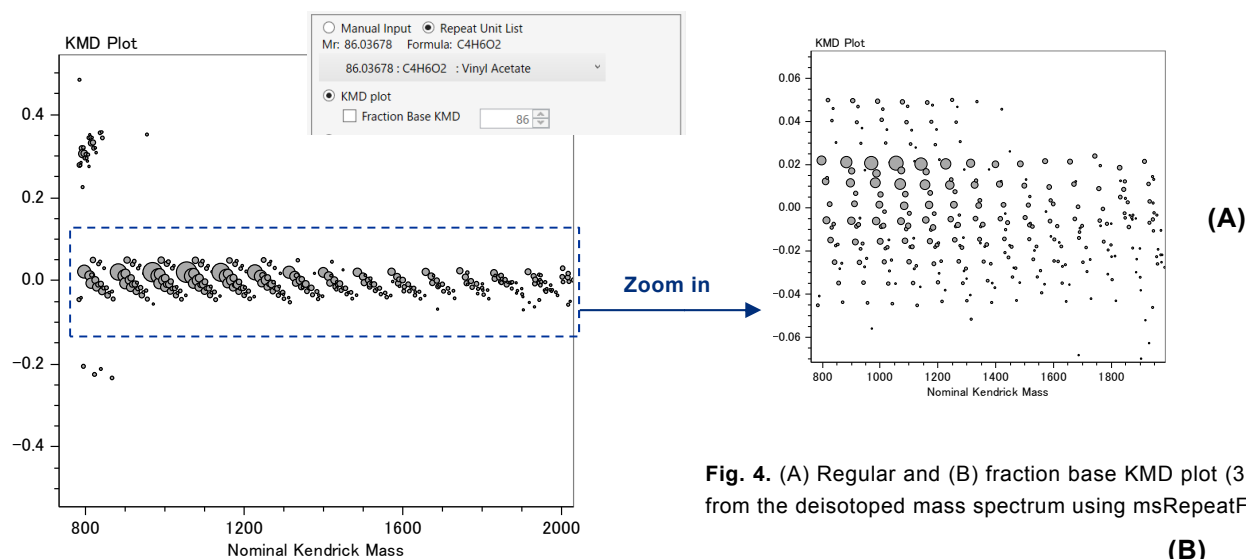 KMD Plot
Manual Input Repeat Unit List
Mr: 86.03678 Formula: C4H6O2
86.03678 : C4H6O2 : Vinyl Acetate
KMD plot
Fraction Base KMD 86
0.4
0.2
0.0
−0.2
−0.4
800 1200 1600 2000
Nominal Kendrick Mass
Zoom in
KMD Plot
0.06
0.04
0.02
0.00
−0.02
−0.04
−0.06
800 1000 1200 1400 1600 1800
Nominal Kendrick Mass
(A)
Fig. 4. (A) Regular and (B) fraction base KMD plot (3
from the deisotoped mass spectrum using msRepeatF
(B)